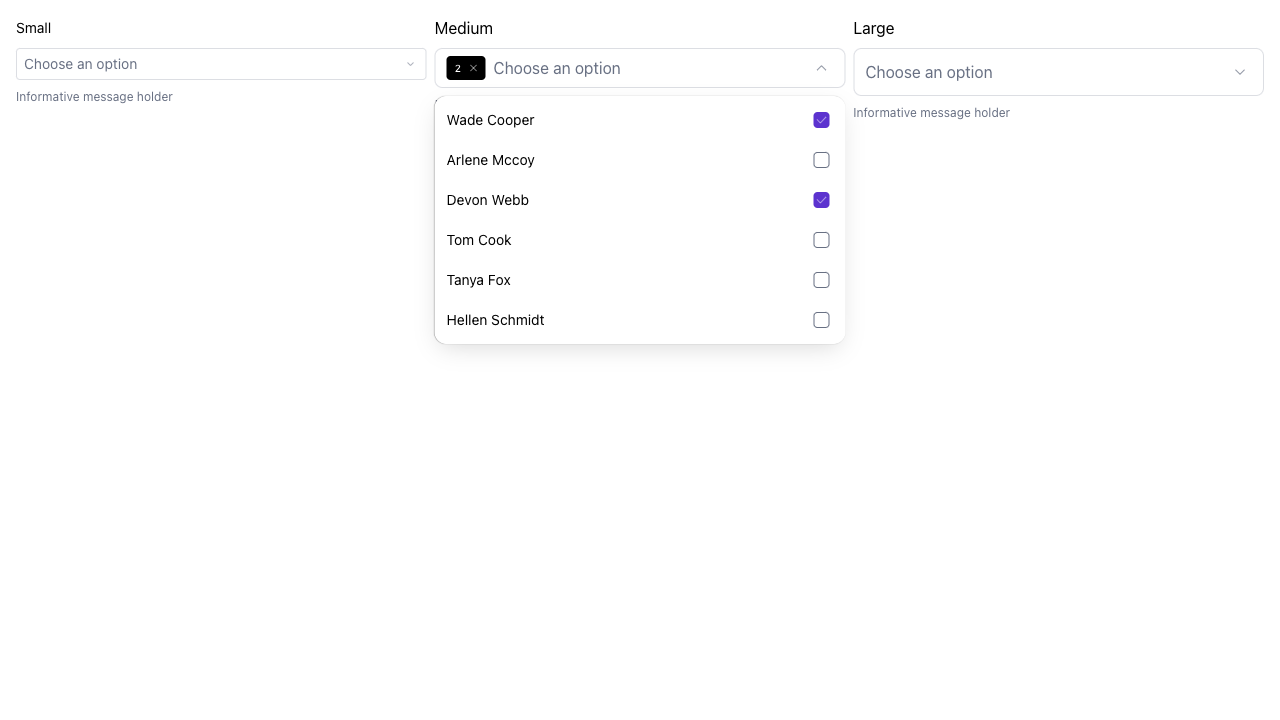 Small
Choose an option
Informative message holder
Medium
2
Choose an option
Wade Cooper
Arlene Mccoy
Devon Webb
Tom Cook
Tanya Fox
Hellen Schmidt
Large
Choose an option
Informative message holder